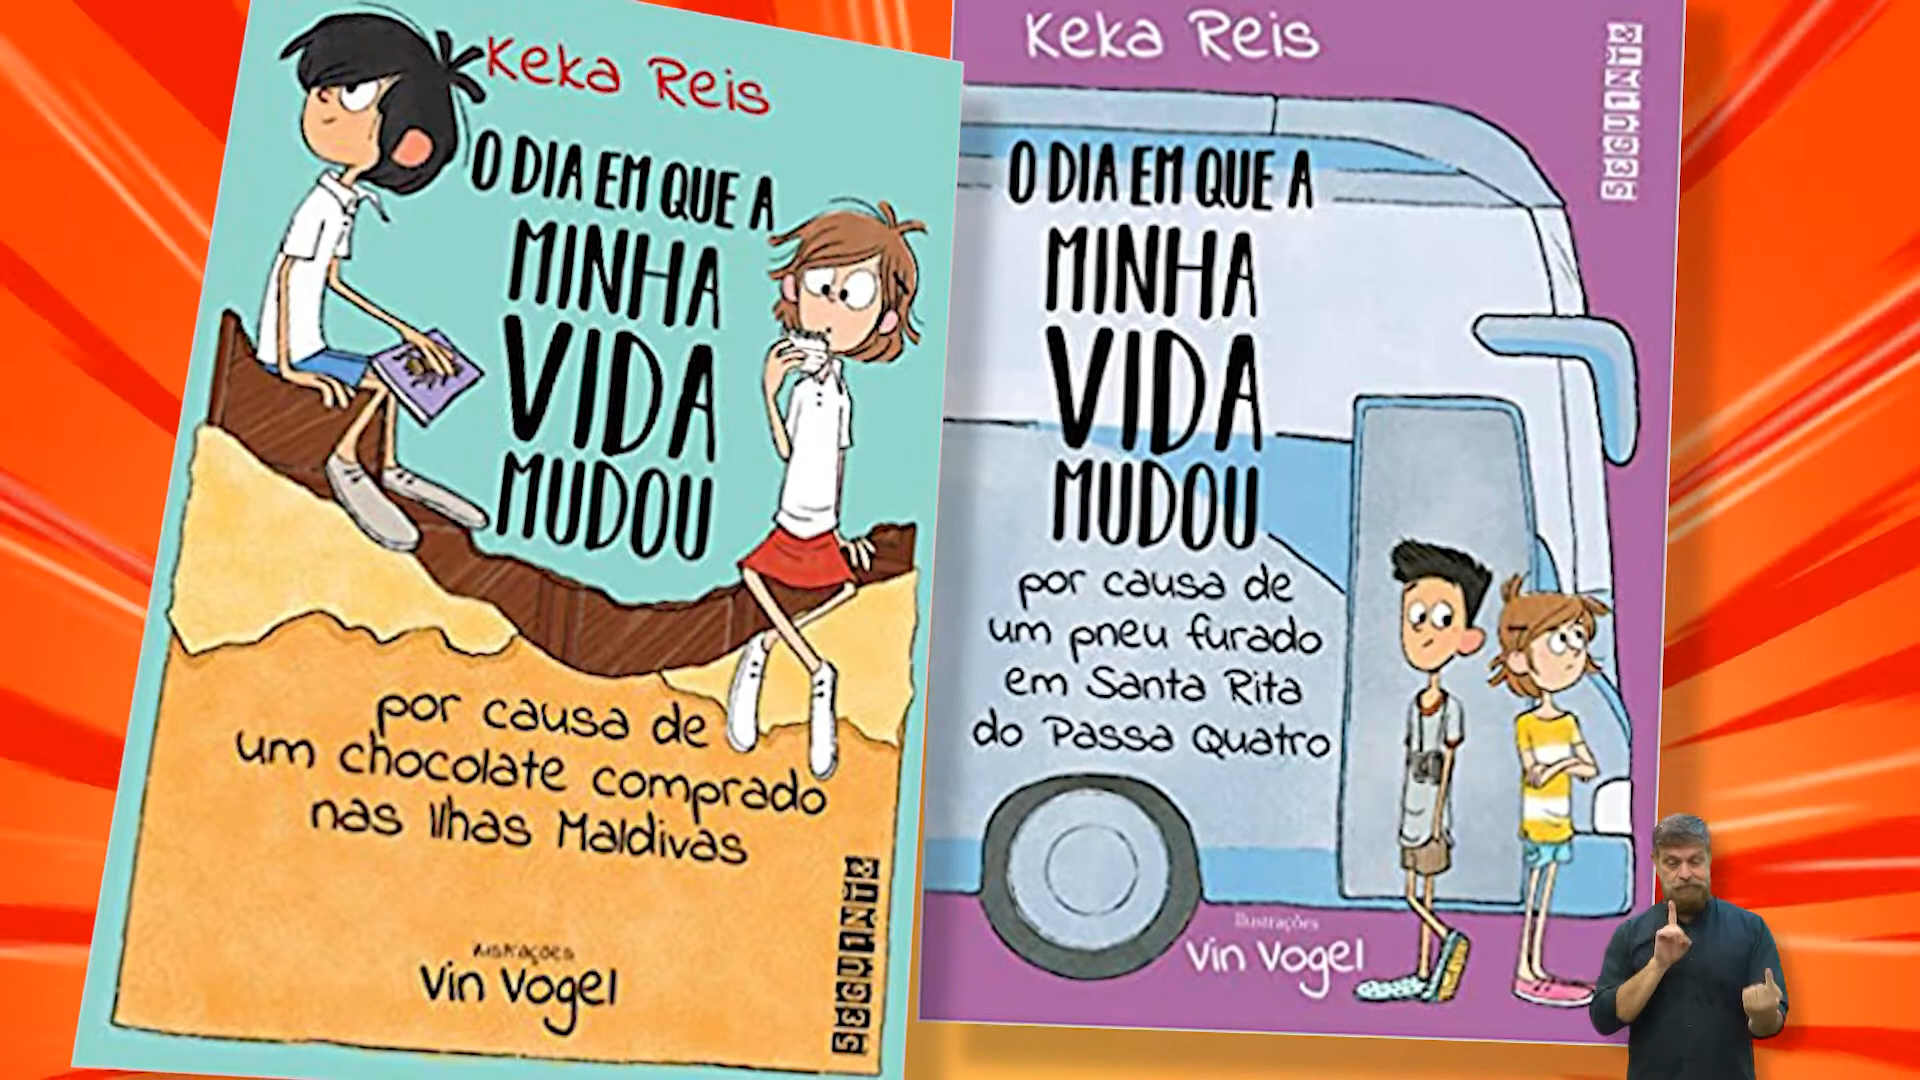 Keka Reis
O DIA EM QUE A
MINHA
VIDA
MUDOU
por causa de
um chocolate comprado
nas Ilhas Maldivas
ilustrações
Vin Vogel
SEGUINTE
Keka Reis
O DIA EM QUE A
MINHA
VIDA
MUDOU
por causa de
um pneu furado
em Santa Rita
do Passa Quatro
Ilustrações
Vin Vogel
SEGUINTE